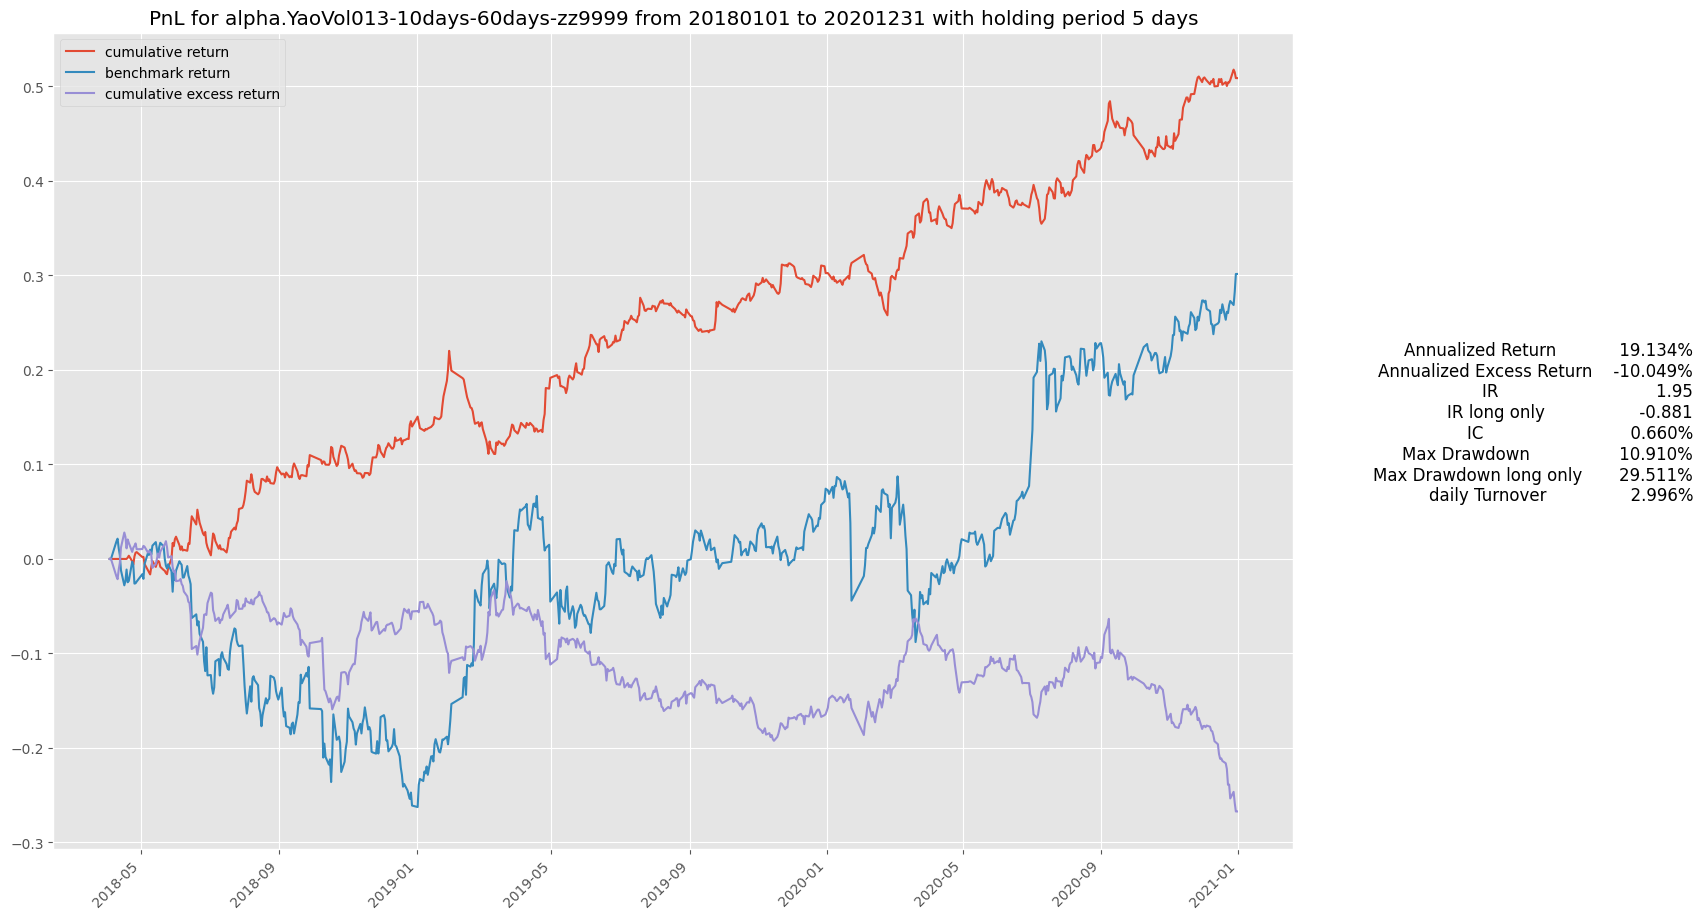 PnL for alpha.YaoVol013-10days-60days-zz9999 from 20180101 to 20201231 with holding period 5 days
cumulative return
benchmark return
cumulative excess return
0.5
0.4
0.3
0.2
0.1
0.0
−0.1
−0.2
−0.3
2018-05
2018-09
2019-01
2019-05
2019-09
2020-01
2020-05
2020-09
2021-01
Annualized Return 19.134%
Annualized Excess Return -10.049%
IR 1.95
IR long only -0.881
IC 0.660%
Max Drawdown 10.910%
Max Drawdown long only 29.511%
daily Turnover 2.996%